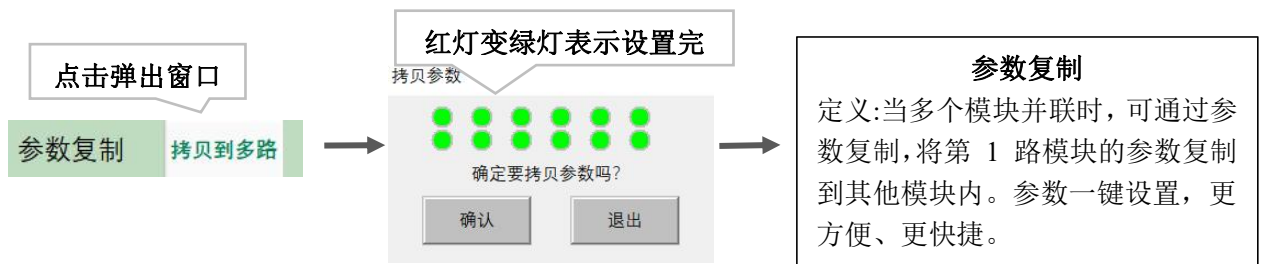 点击弹出窗口
参数复制 拷贝到多路
红灯变绿灯表示设置完
拷贝参数
确定要拷贝参数吗?
确认 退出
参数复制
定义:当多个模块并联时，可通过参
数复制,将第 1 路模块的参数复制
到其他模块内。参数一键设置，更
方便、更快捷。